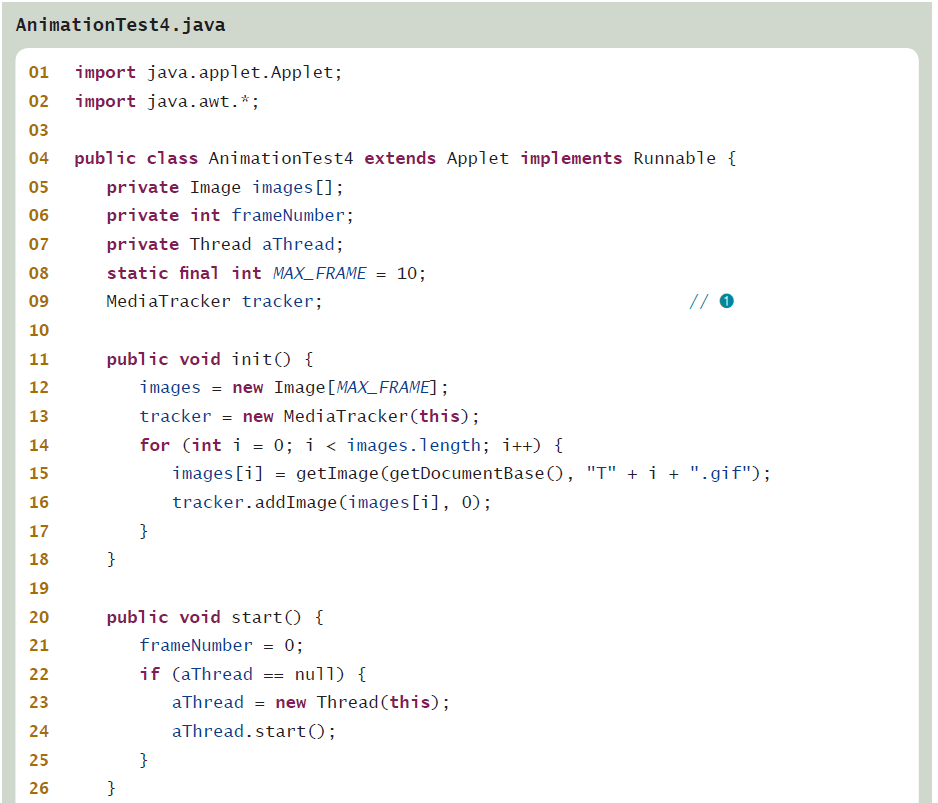 AnimationTest4.java
01 import java.applet.Applet;
02 import java.awt.*;
03
04 public class AnimationTest4 extends Applet implements Runnable {
05 private Image images[];
06 private int frameNumber;
07 private Thread aThread;
08 static final int MAX_FRAME = 10;
09 MediaTracker tracker; // ❶
10
11 public void init() {
12 images = new Image[MAX_FRAME];
13 tracker = new MediaTracker(this);
14 for (int i = 0; i < images.length; i++) {
15 images[i] = getImage(getDocumentBase(), "T" + i + ".gif");
16 tracker.addImage(images[i], 0);
17 }
18 }
19
20 public void start() {
21 frameNumber = 0;
22 if (aThread == null) {
23 aThread = new Thread(this);
24 aThread.start();
25 }
26 }